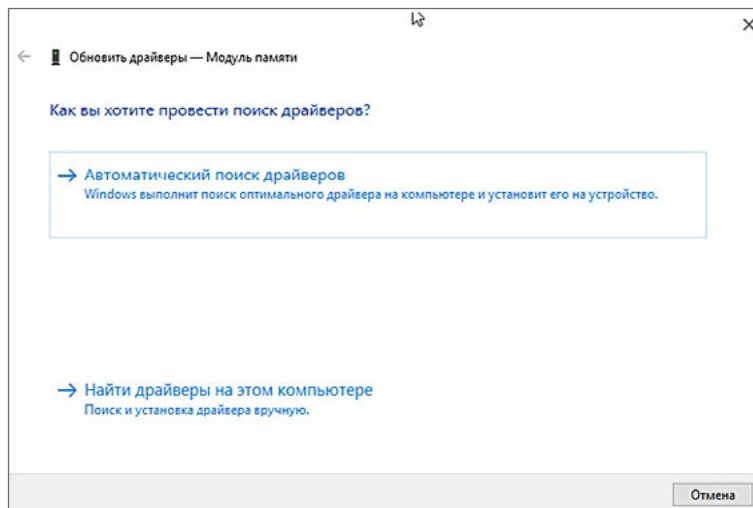 Обновить драйверы — Модуль памяти
Как вы хотите провести поиск драйверов?
Автоматический поиск драйверов
Windows выполнит поиск оптимального драйвера на компьютере и установит его на устройство.
Найти драйверы на этом компьютере
Поиск и установка драйвера вручную.
Отмена